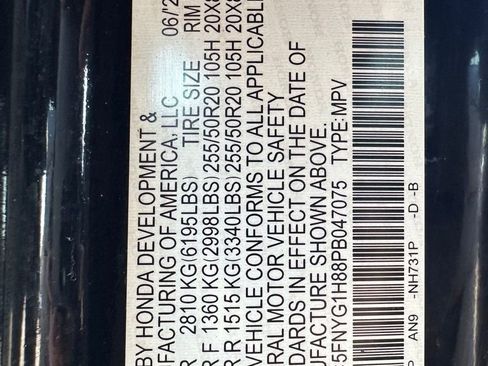 BY HONDA DEVELOPMENT &
FACTURING OF AMERICA, LLC 06/2
R 2810 KG(6195LBS) TIRE SIZE RIM
R F 1360 KG(2998LBS) 255/50R20 105H 20X8
R R 1515 KG(3340LBS) 255/50R20 105H 20X8
VEHICLE CONFORMS TO ALL APPLICABLE
RAL MOTOR VEHICLE SAFETY
NDARDS IN EFFECT ON THE DATE OF
UFACTURE SHOWN ABOVE.
5FNYG1H88PB047075 TYPE:MPV
P AN9 -NH731P -D -B